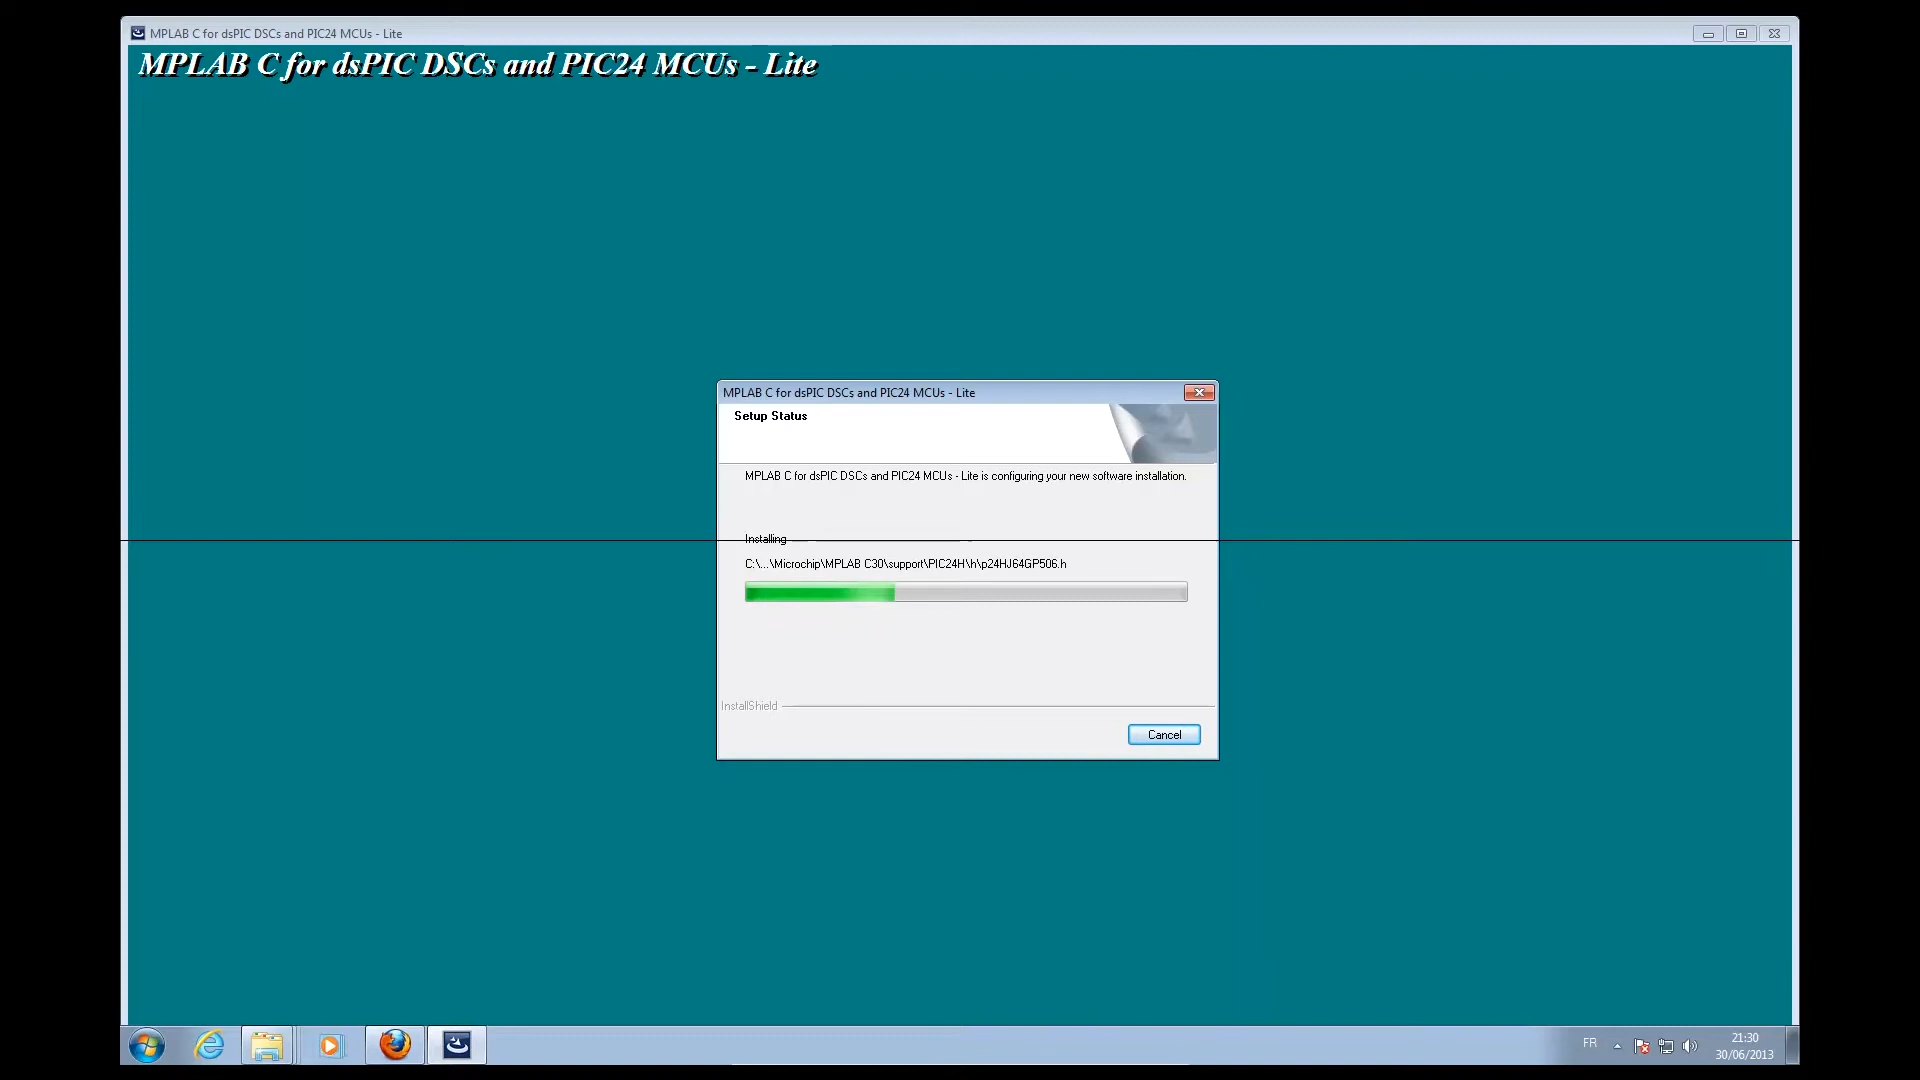 MPLAB C for dsPIC DSCs and PIC24 MCUs - Lite
MPLAB C for dsPIC DSCs and PIC24 MCUs - Lite
MPLAB C for dsPIC DSCs and PIC24 MCUs - Lite
Setup Status
MPLAB C for dsPIC DSCs and PIC24 MCUs - Lite is configuring your new software installation.
Installing
C:\...\Microchip\MPLAB C30\support\PIC24H\h\p24HJ64GP506.h
InstallShield
Cancel
FR
21:30
30/06/2013